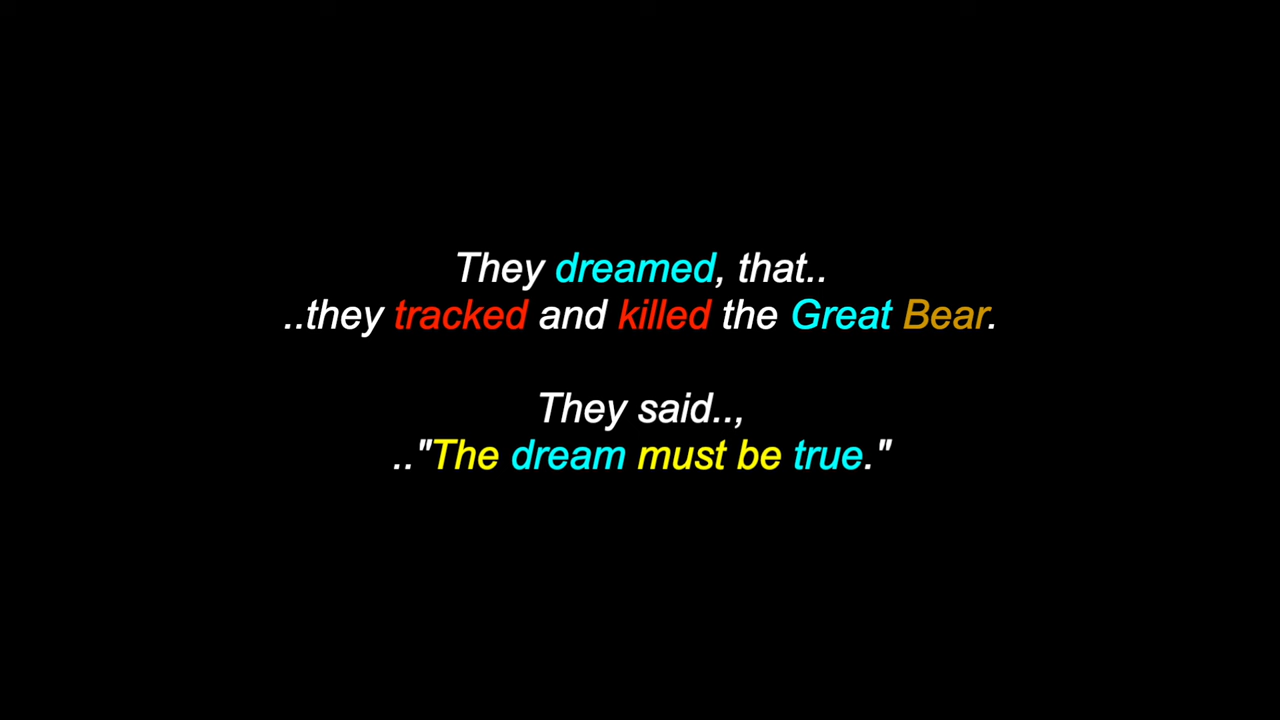 They dreamed, that..
..they tracked and killed the Great Bear.
They said..,
.."The dream must be true."